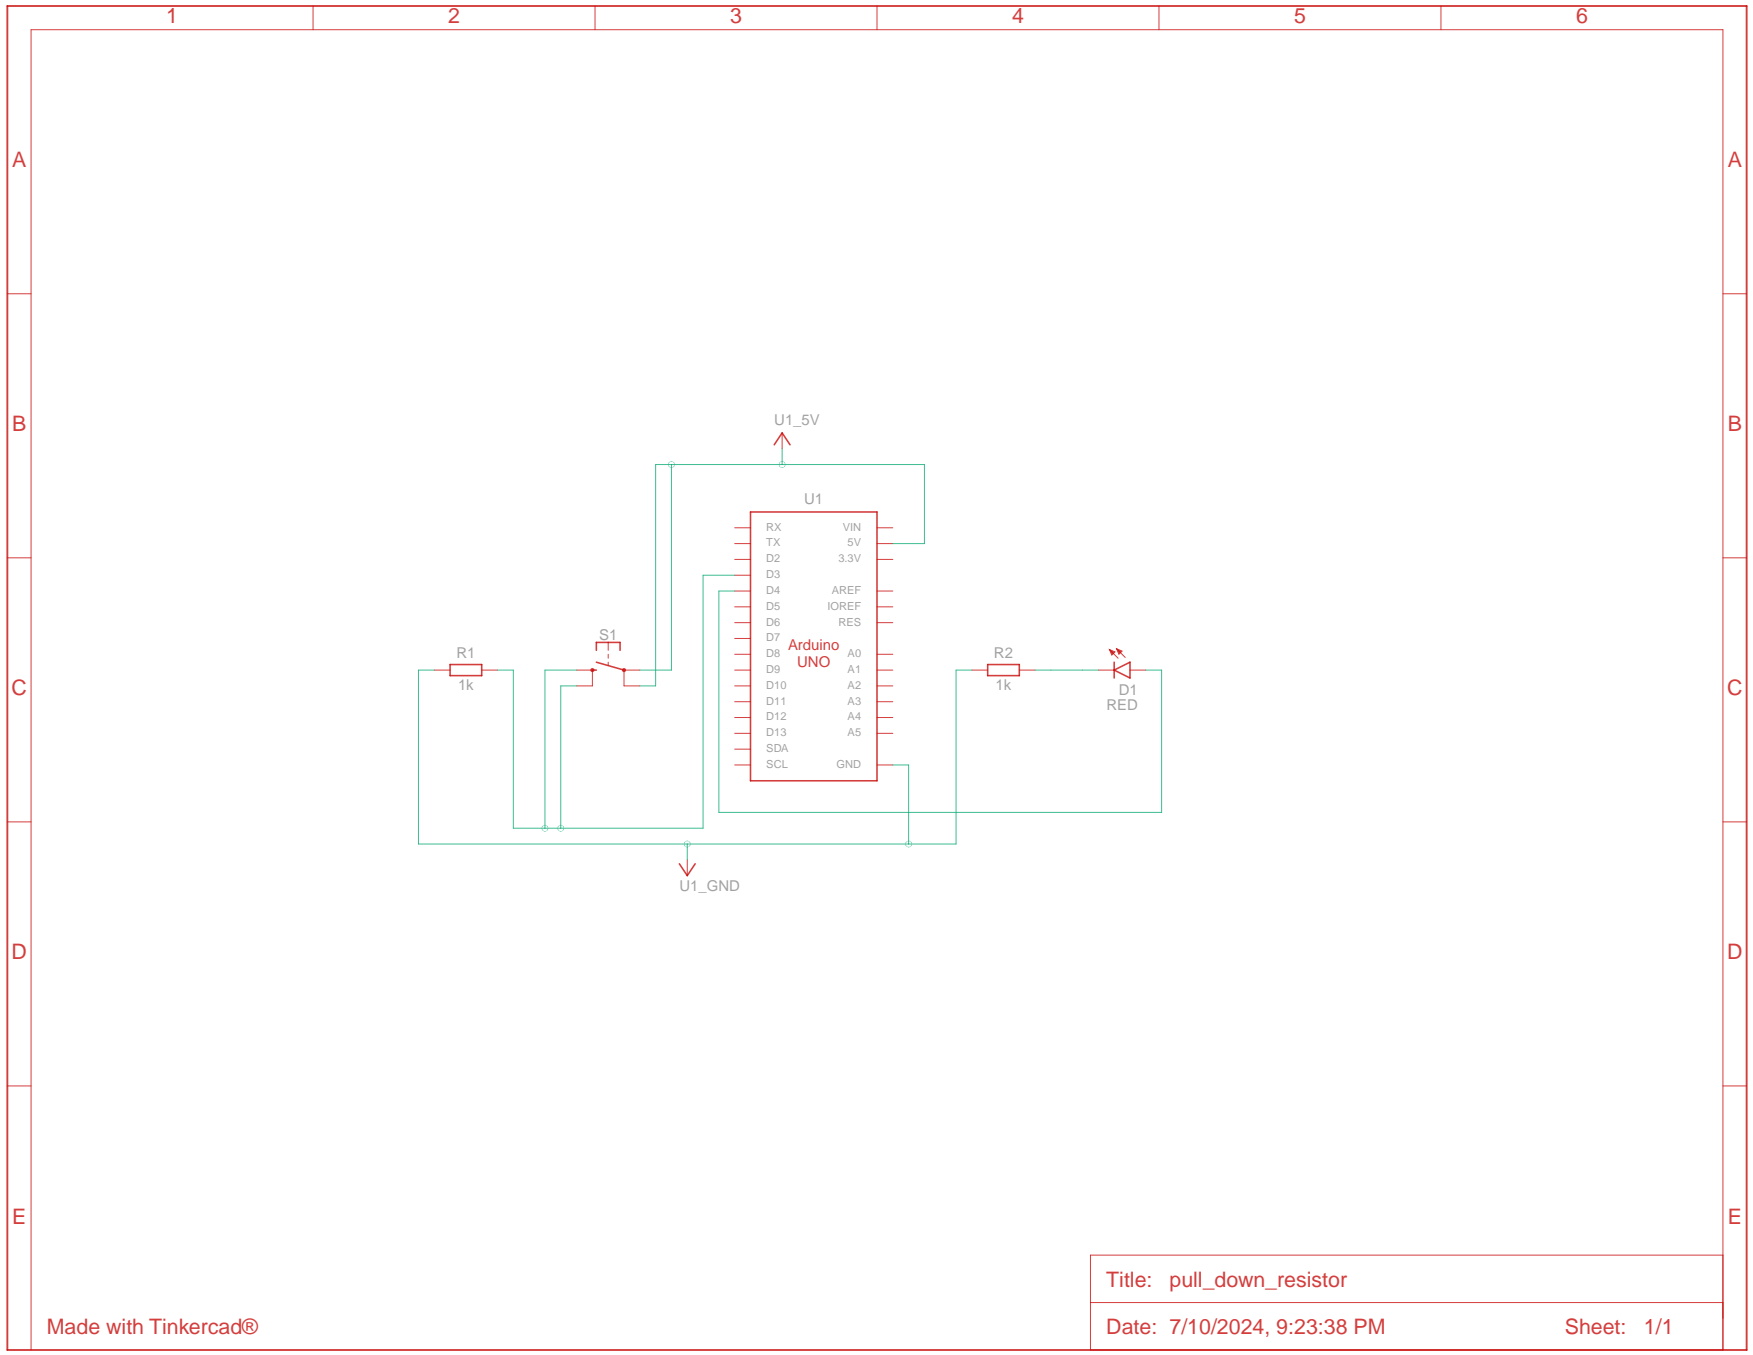 1 2 3 4 5 6
A A
B B
U1_5V
U1
RX VIN
TX 5V
D2 3.3V
D3
D4 AREF
D5 IOREF
D6 RES
D7
S1
Arduino
UNO
R1
R2
D8 A0
D9 A1
1k
1k
D10 A2
C C
D1
RED
D11 A3
D12 A4
D13 A5
SDA
SCL GND
U1_GND
D D
E E
Title: pull_down_resistor
Made with Tinkercad®
Date: 7/10/2024, 9:23:38 PM Sheet: 1/1